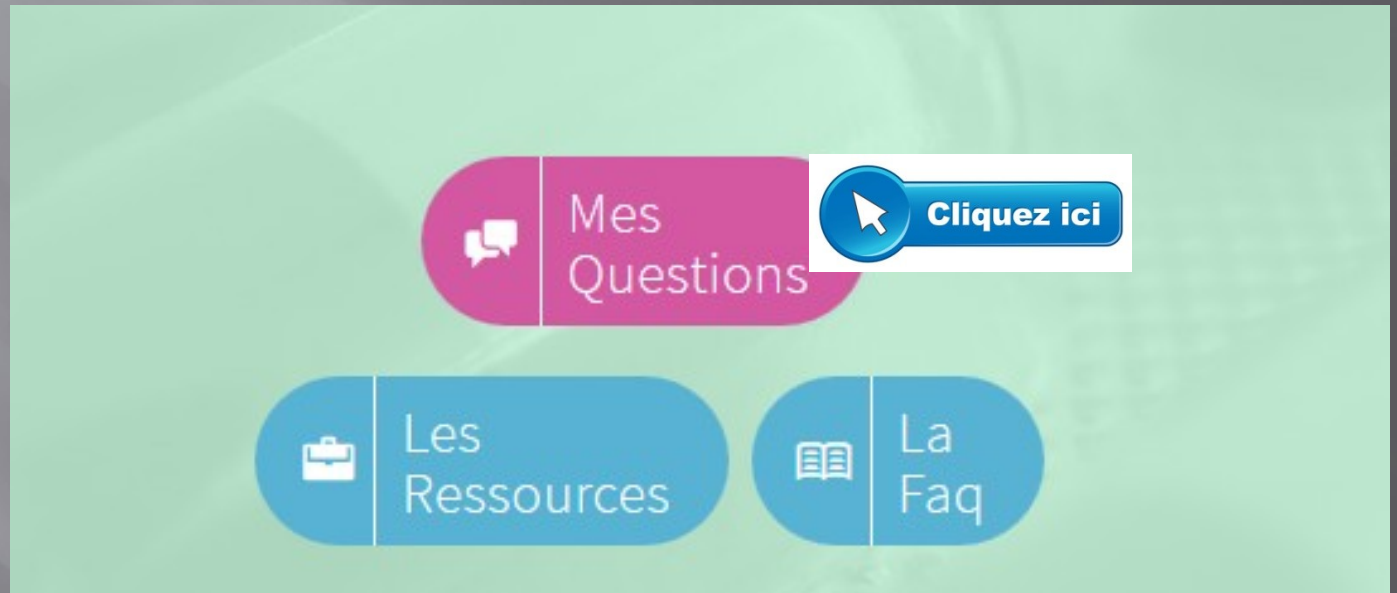 Mes
Questions
Cliquez ici
Les
Ressources
La
Faq